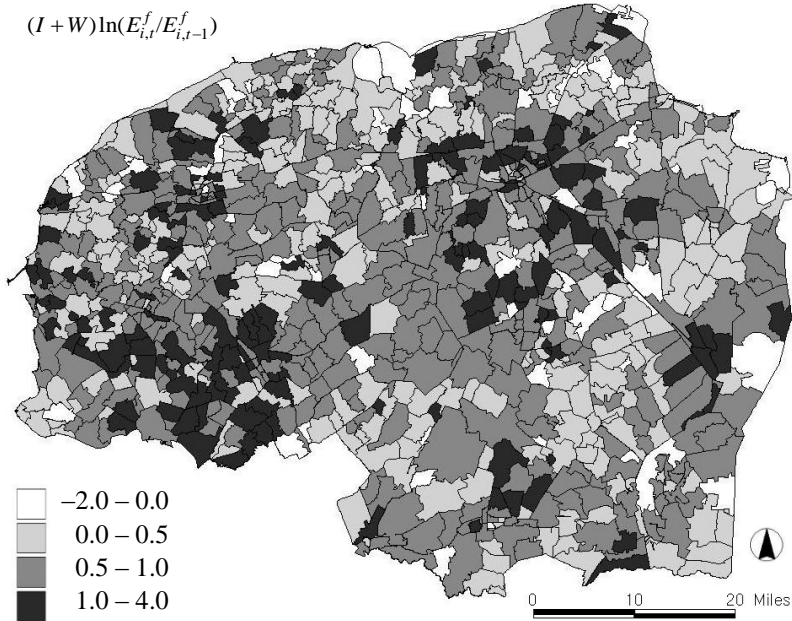 (I + W) ln(E^f_{i,t}/E^f_{i,t−1})
−2.0 – 0.0
0.0 – 0.5
0.5 – 1.0
1.0 – 4.0
0 10 20 Miles